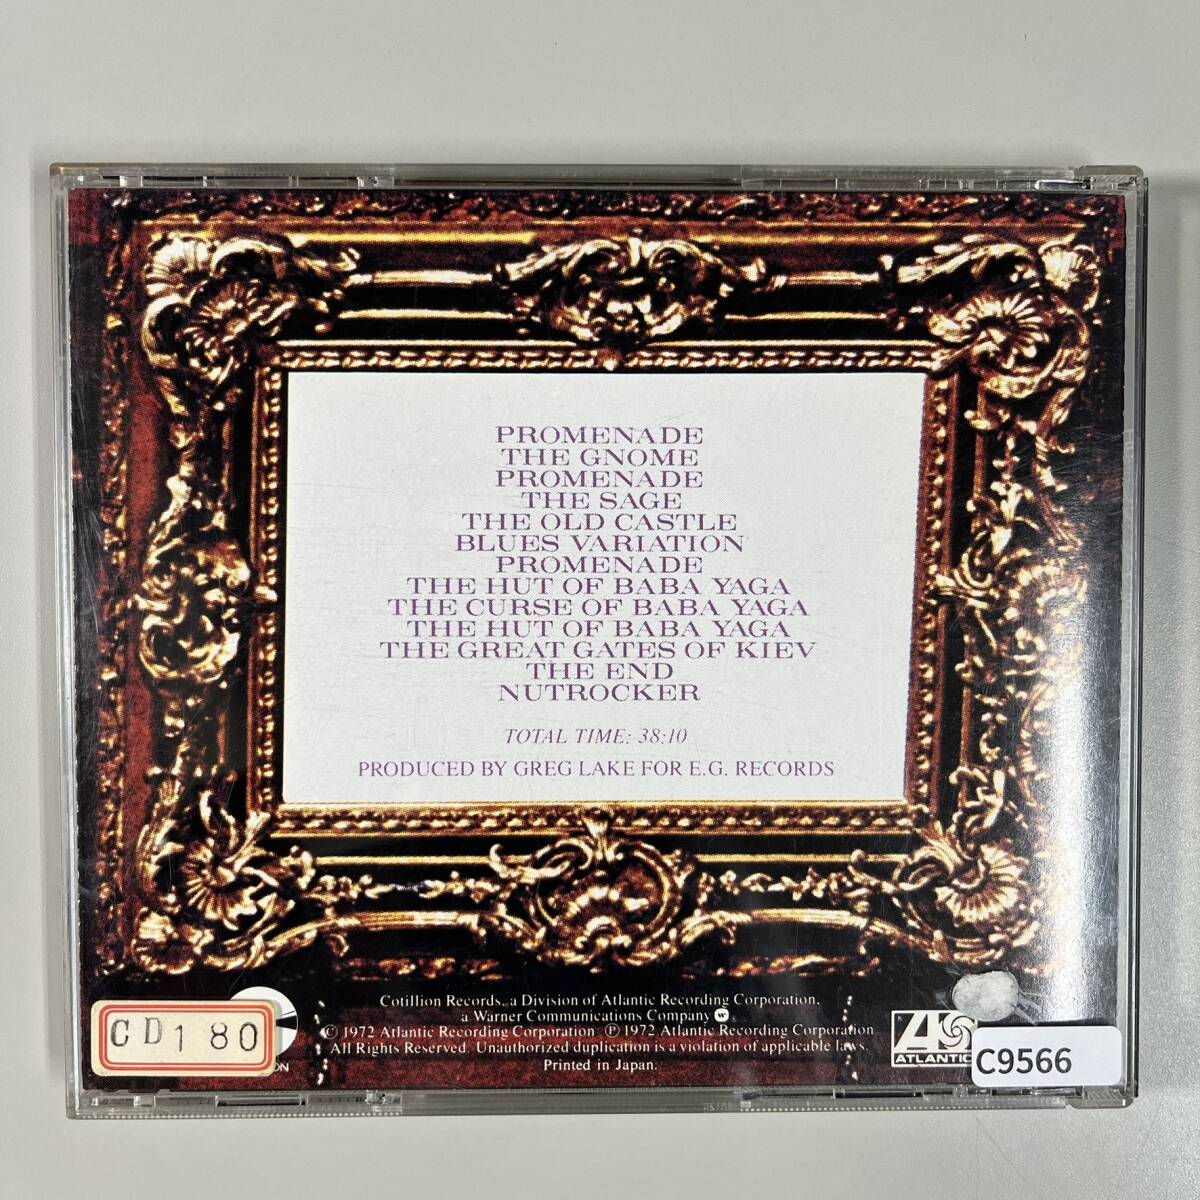 PROMENADE
THE GNOME
PROMENADE
THE SAGE
THE OLD CASTLE
BLUES VARIATION
PROMENADE
THE HUT OF BABA YAGA
THE CURSE OF BABA YAGA
THE HUT OF BABA YAGA
THE GREAT GATES OF KIEV
THE END
NUTROCKER
TOTAL TIME: 38:10
PRODUCED BY GREG LAKE FOR E.G. RECORDS
Cotillion Records, a Division of Atlantic Recording Corporation,
a Warner Communications Company W.
© 1972 Atlantic Recording Corporation ℗ 1972 Atlantic Recording Corporation
All Rights Reserved. Unauthorized duplication is a violation of applicable laws.
Printed in Japan.
CD180
ATLANTIC
C9566